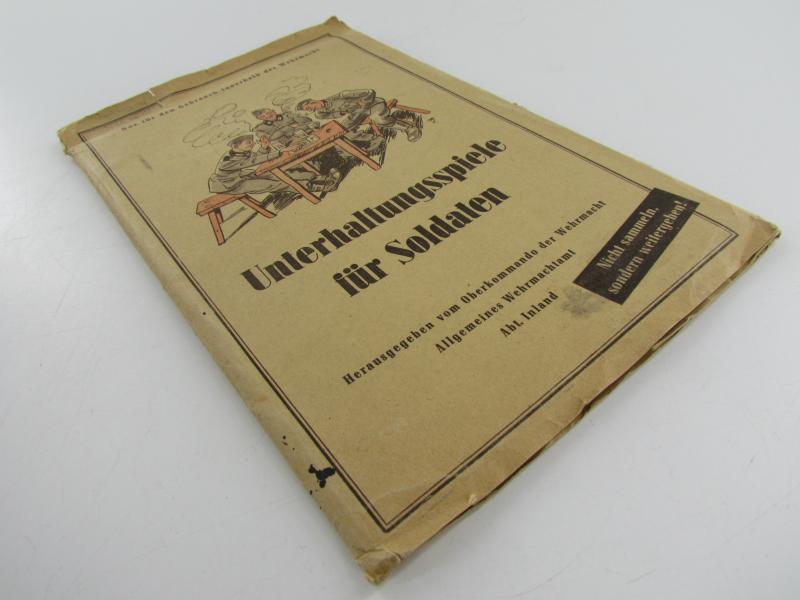 Nur für den Gebrauch innerhalb der Wehrmacht
Unterhaltungsspiele
für Soldaten
Herausgegeben vom Oberkommando der Wehrmacht
Allgemeines Wehrmachtamt
Abt. Inland
Nicht sammeln,
sondern weitergeben!